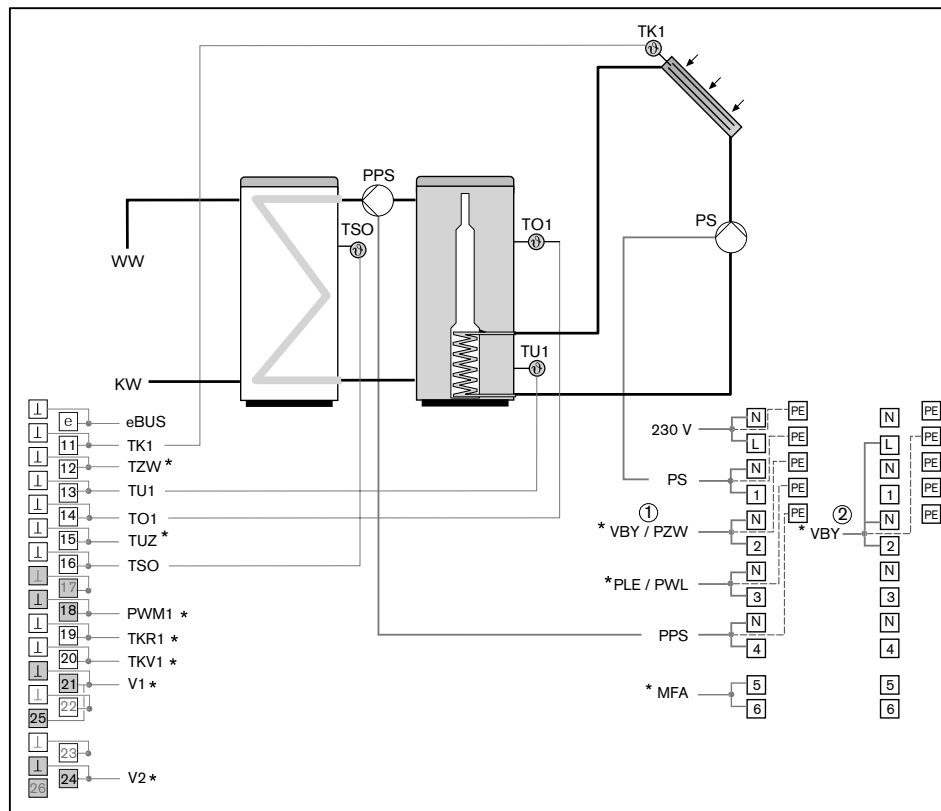 TK1
PPS
TSO
TO1
PS
WW
TU1
KW
⊥
e eBUS
⊥
11 TK1
⊥
12 TZW *
⊥
13 TU1
⊥
14 TO1
⊥
15 TUZ *
⊥
16 TSO
⊥
17
⊥
18 PWM1 *
⊥
19 TKR1 *
⊥
20 TKV1 *
⊥
21 V1 *
⊥
22
25
⊥
23
⊥
24 V2 *
26
230 V N L PE
PS N 1 PE
① * VBY / PZW N 2 PE
* PLE / PWL N 3 PE
PPS N 4 PE
* MFA 5 6
② * VBY
N PE
L PE
N PE
1 PE
N PE
2
N
3
N
4
5
6